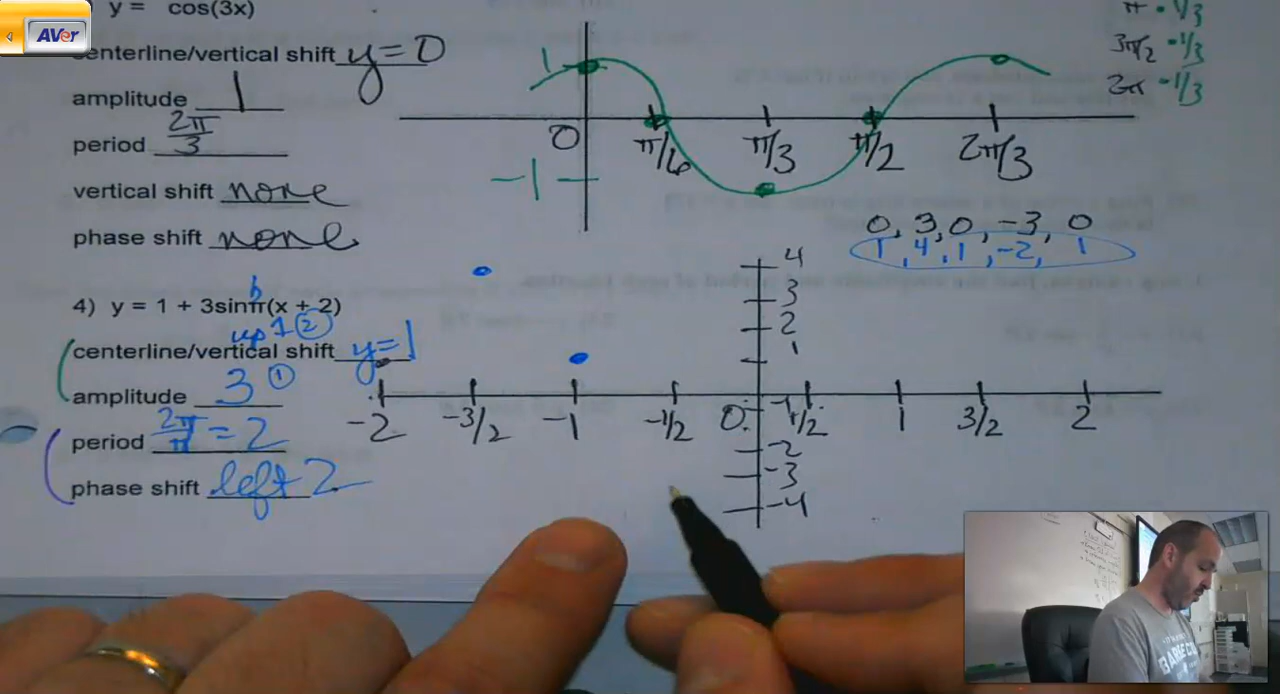 y = cos(3x)
AVer
centerline/vertical shift y=0
amplitude 1
period 2π/3
vertical shift none
phase shift none
1
0
-1
π/6
π/3
π/2
2π/3
π · 1/3
3π/2 · 1/3
2π · 1/3
0, 3, 0, -3, 0
1, 4, 1, -2, 1
b
4) y = 1 + 3sinπ(x + 2)
up 1 ②
centerline/vertical shift y=1
amplitude 3 ①
period 2π/π = 2
phase shift left 2
4
3
2
1
-2 -3/2 -1 -1/2 0 1/2 1 3/2 2
-1
-2
-3
-4